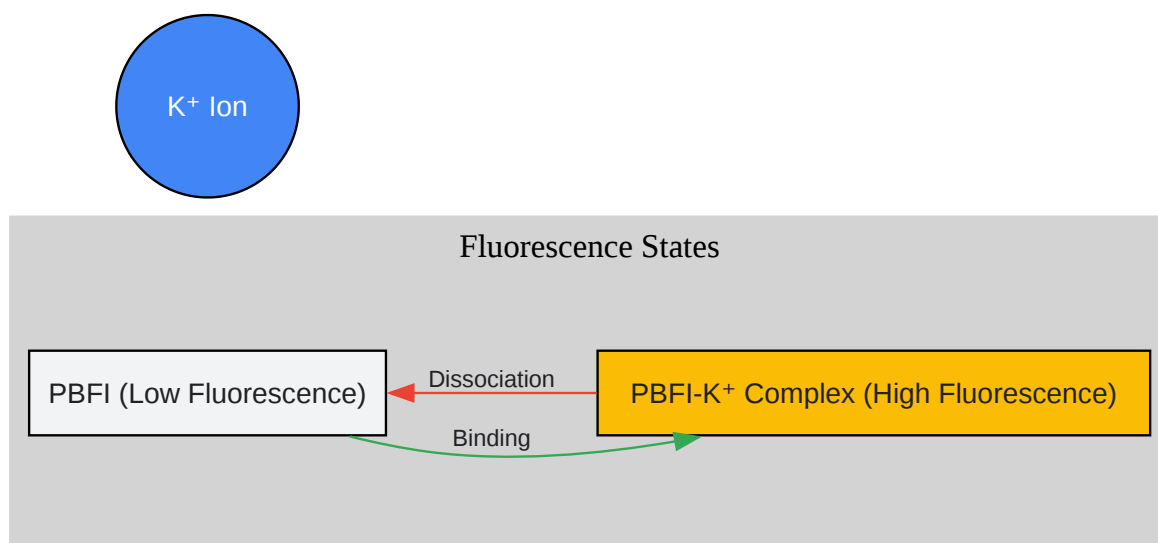 K⁺ Ion
Fluorescence States
PBFI (Low Fluorescence)
Dissociation
PBFI-K⁺ Complex (High Fluorescence)
Binding